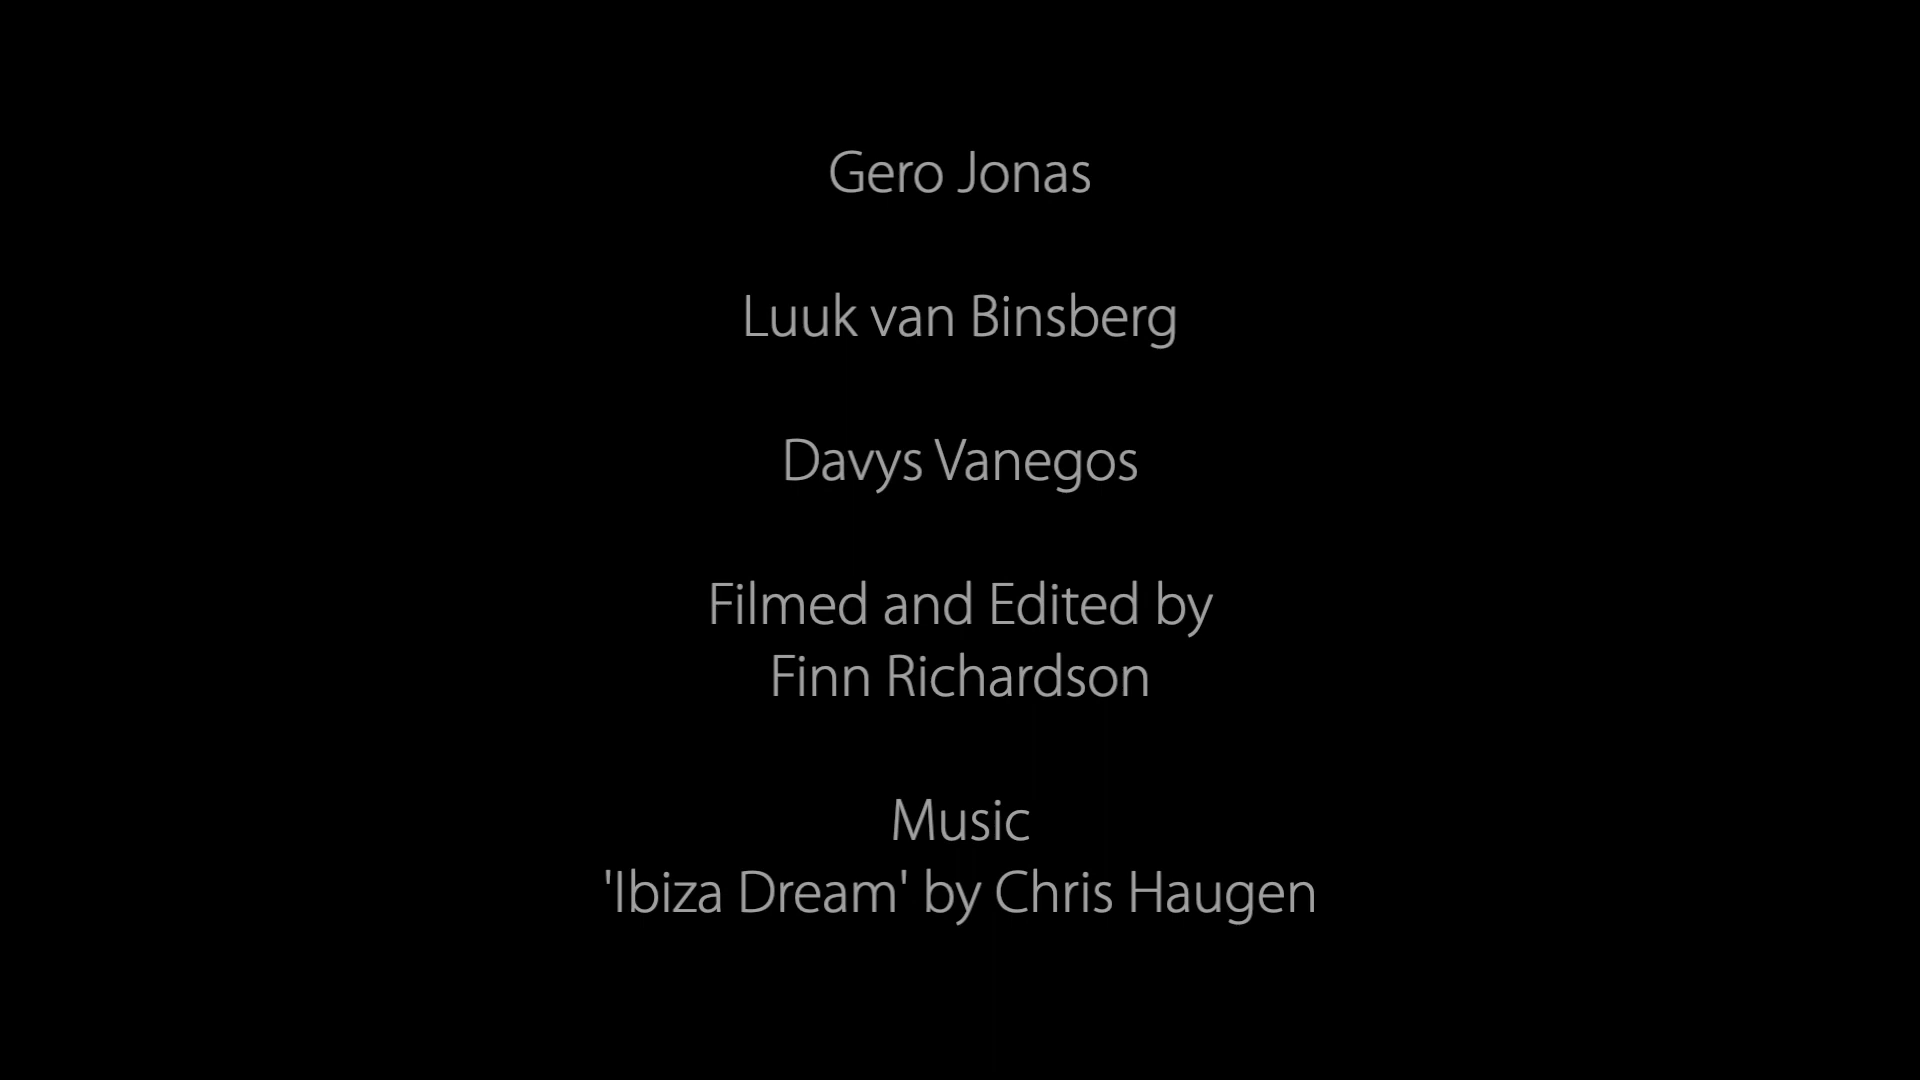 Gero Jonas
Luuk van Binsberg
Davys Vanegos
Filmed and Edited by
Finn Richardson
Music
'Ibiza Dream' by Chris Haugen